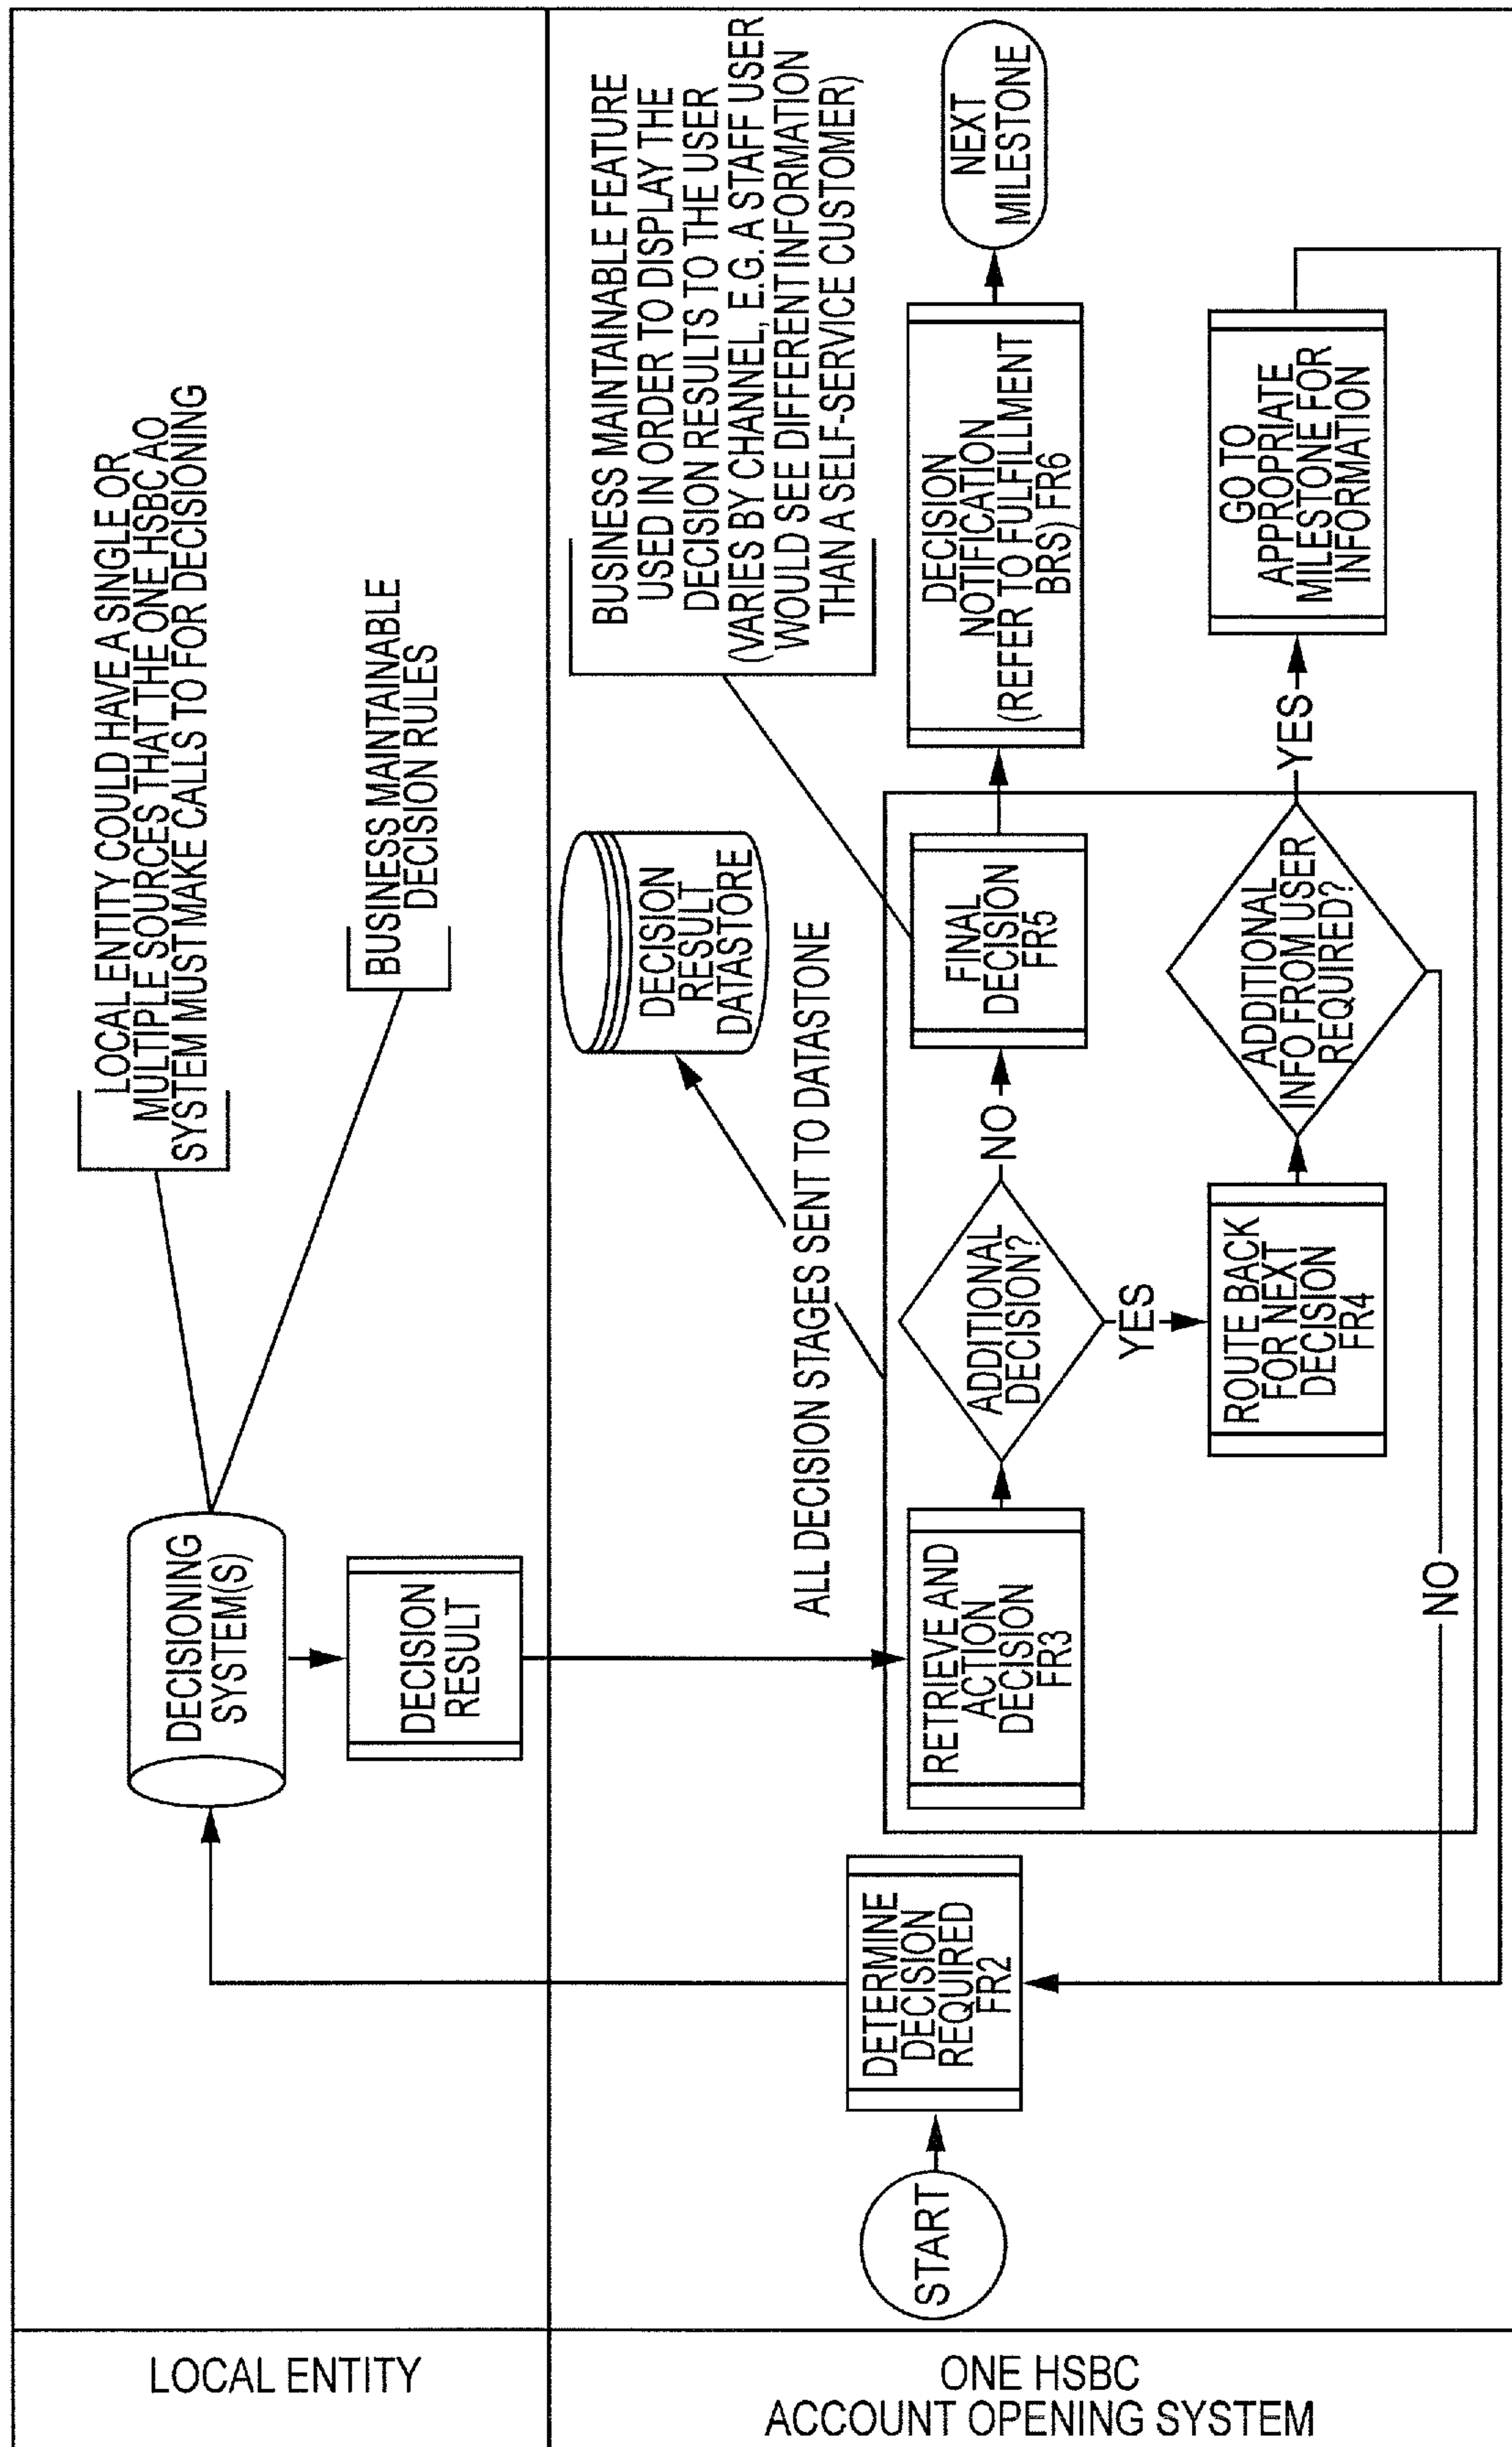 LOCAL ENTITY
LOCAL ENTITY COULD HAVE A SINGLE OR
MULTIPLE SOURCES THAT THE ONE HSBC AO
SYSTEM MUST MAKE CALLS TO FOR DECISIONING
BUSINESS MAINTAINABLE
DECISION RULES
DECISIONING
SYSTEM(S)
DECISION
RESULT
ONE HSBC
ACCOUNT OPENING SYSTEM
START
DETERMINE
DECISION
REQUIRED
FR2
BUSINESS MAINTAINABLE FEATURE
USED IN ORDER TO DISPLAY THE
DECISION RESULTS TO THE USER
(VARIES BY CHANNEL, E.G. A STAFF USER
WOULD SEE DIFFERENT INFORMATION
THAN A SELF-SERVICE CUSTOMER)
DECISION
RESULT
DATASTORE
ALL DECISION STAGES SENT TO DATASTONE
RETRIEVE AND
ACTION
DECISION
FR3
ADDITIONAL
DECISION?
NO
FINAL
DECISION
FR5
DECISION
NOTIFICATION
(REFER TO FULFILLMENT
BRS) FR6
NEXT
MILESTONE
YES
ROUTE BACK
FOR NEXT
DECISION
FR4
ADDITIONAL
INFO FROM USER
REQUIRED?
YES
GO TO
APPROPRIATE
MILESTONE FOR
INFORMATION
NO